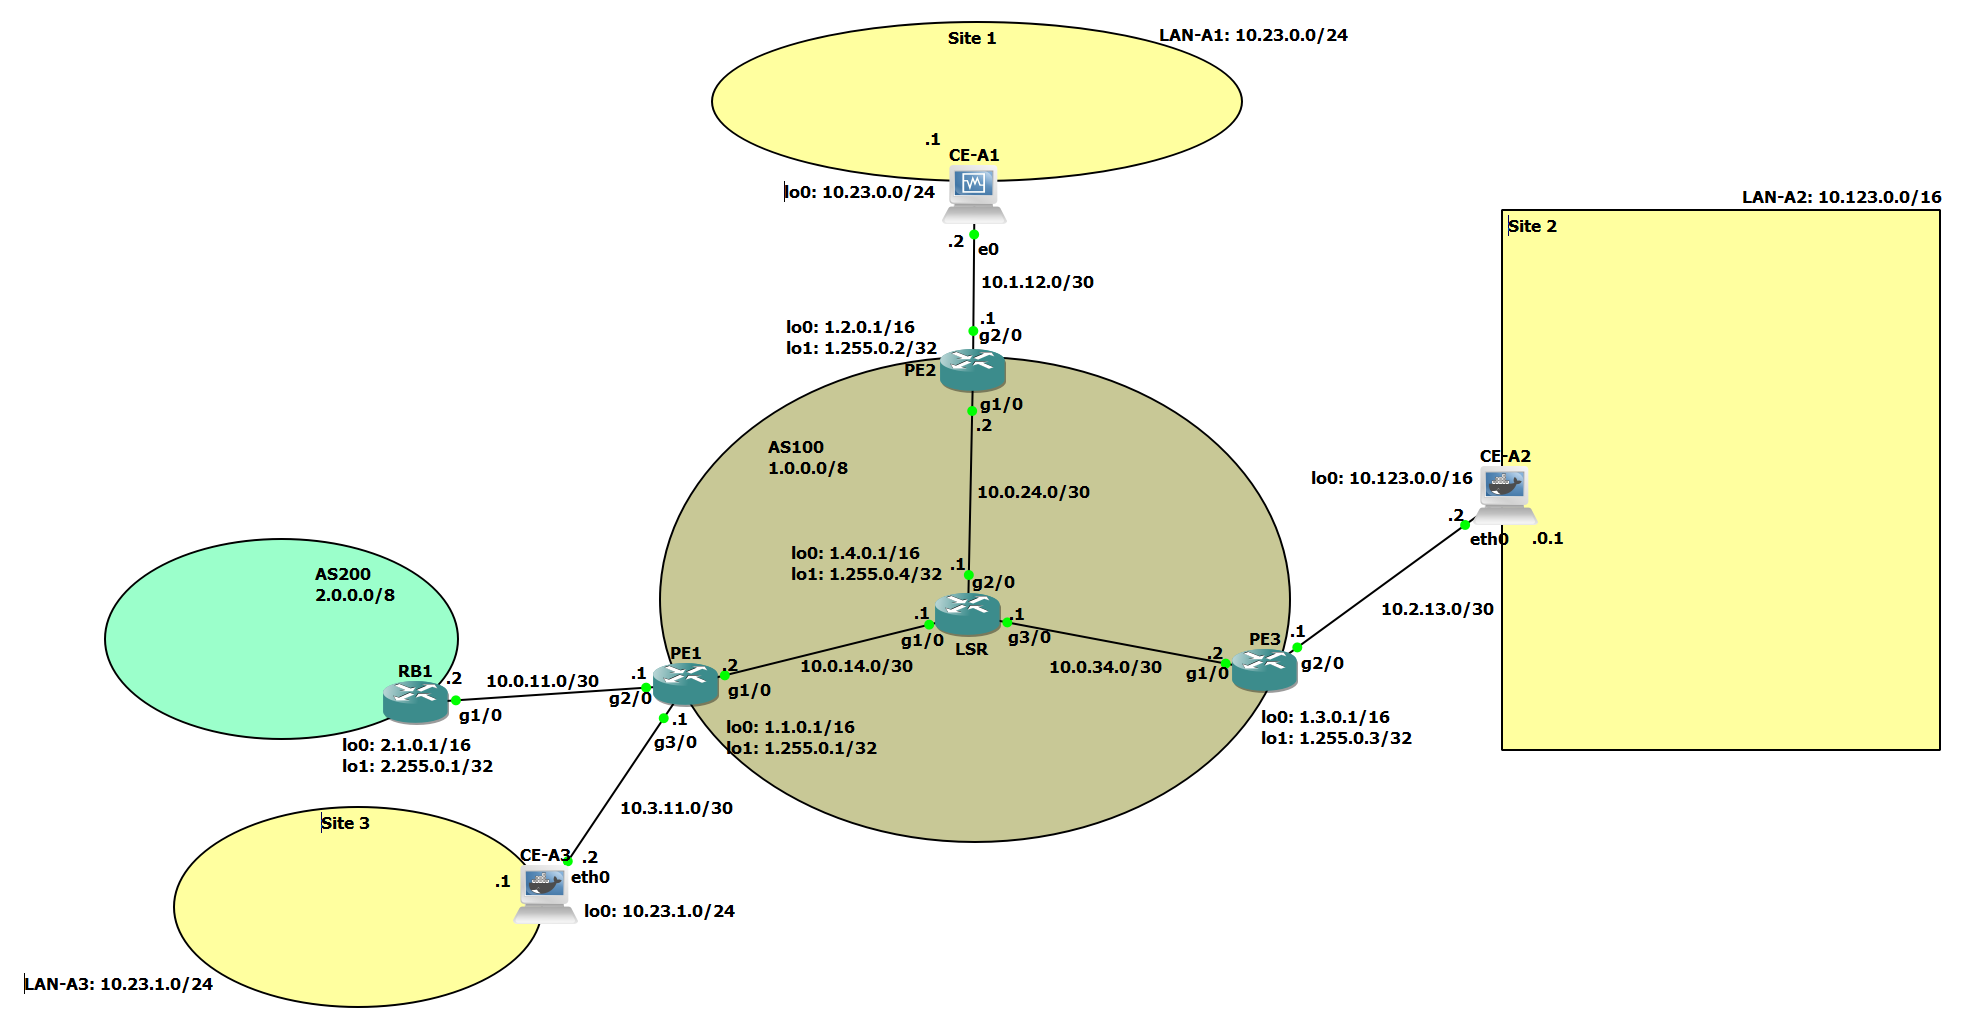 Site 1
LAN-A1: 10.23.0.0/24
.1
CE-A1
lo0: 10.23.0.0/24
.2
e0
10.1.12.0/30
LAN-A2: 10.123.0.0/16
Site 2
lo0: 1.2.0.1/16
lo1: 1.255.0.2/32
.1
g2/0
PE2
g1/0
.2
AS100
1.0.0.0/8
10.0.24.0/30
CE-A2
lo0: 10.123.0.0/16
.2
eth0
.0.1
10.2.13.0/30
lo0: 1.4.0.1/16
lo1: 1.255.0.4/32
.1
g2/0
.1
g1/0
.1
g3/0
LSR
10.0.14.0/30
10.0.34.0/30
AS200
2.0.0.0/8
RB1
.2
g1/0
10.0.11.0/30
lo0: 2.1.0.1/16
lo1: 2.255.0.1/32
PE1
.1
g2/0
.2
g1/0
.1
g3/0
lo0: 1.1.0.1/16
lo1: 1.255.0.1/32
PE3
.2
g1/0
.1
g2/0
lo0: 1.3.0.1/16
lo1: 1.255.0.3/32
10.3.11.0/30
Site 3
CE-A3
.2
eth0
.1
lo0: 10.23.1.0/24
LAN-A3: 10.23.1.0/24